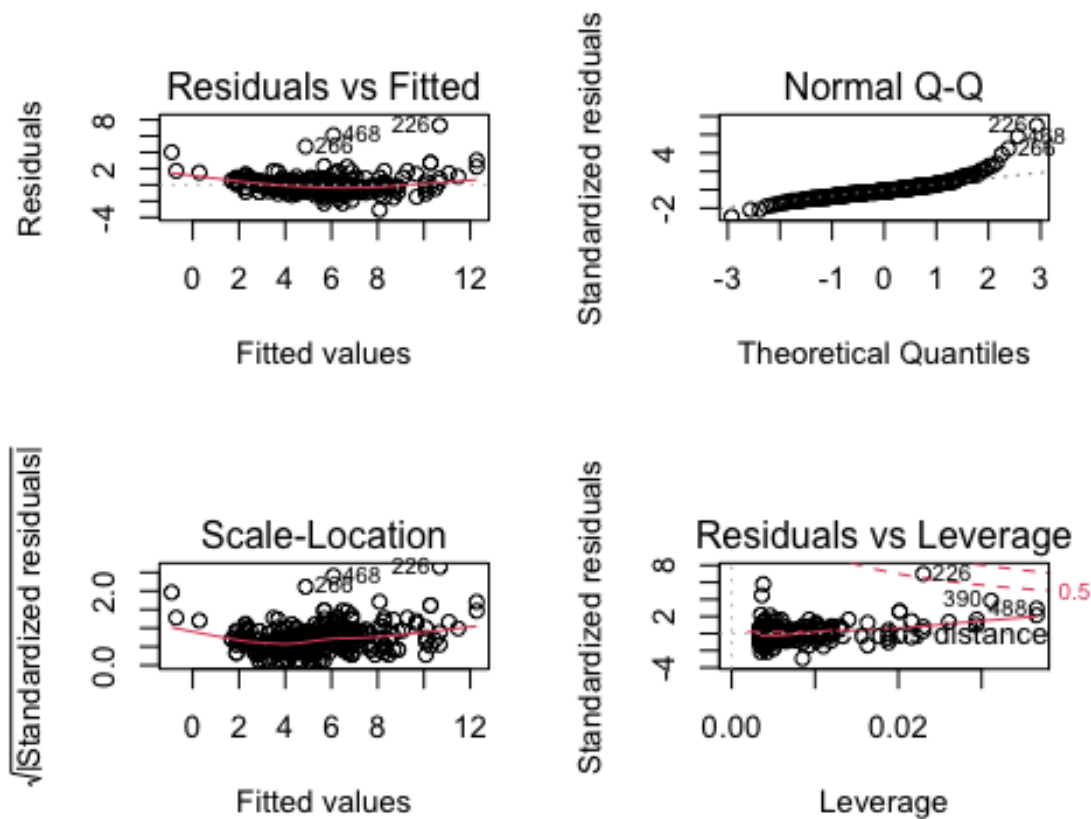 Residuals vs Fitted
Residuals
8
2
-4
226
468
266
0 2 4 6 8 12
Fitted values
Normal Q-Q
Standardized residuals
4
-2
226
468
266
-3 -1 0 1 2 3
Theoretical Quantiles
Scale-Location
√|Standardized residuals|
2.0
0.0
226
468
266
0 2 4 6 8 12
Fitted values
Residuals vs Leverage
Standardized residuals
8
2
-4
226
390
488
0.5
distance
0.00 0.02
Leverage